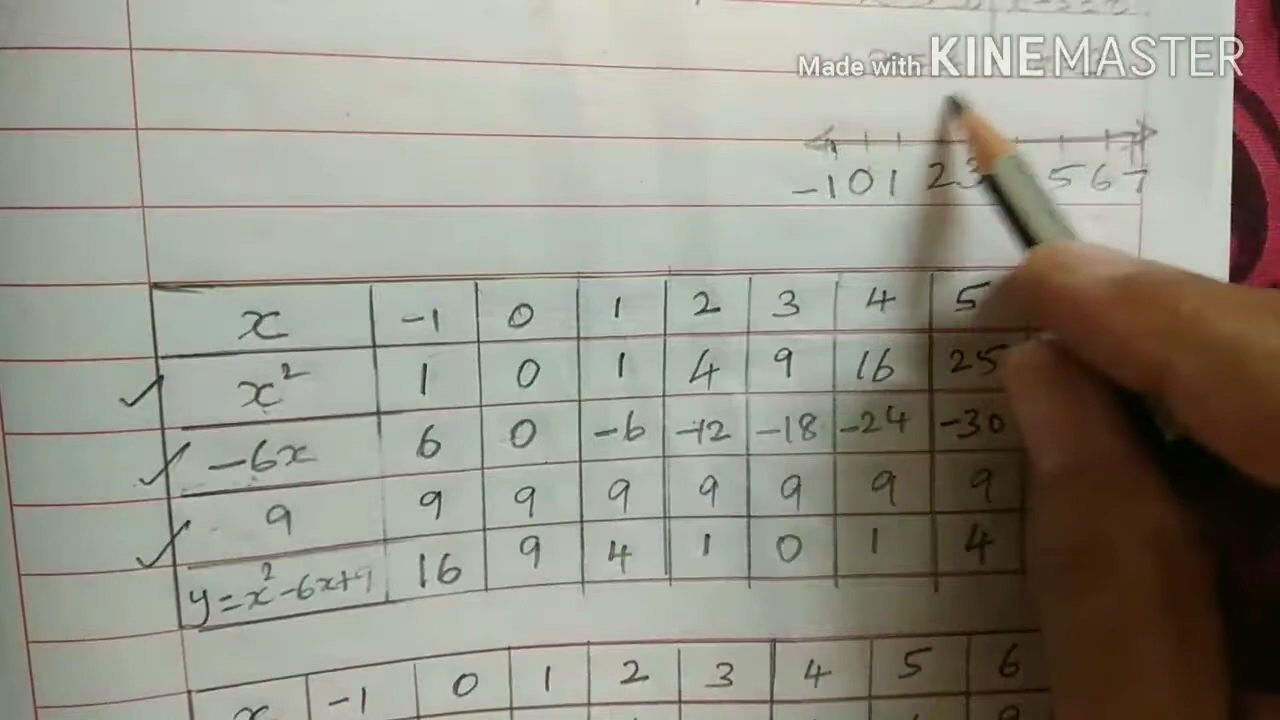 Made with KINEMASTER
-1 0 1 2 3 5 6 7
x -1 0 1 2 3 4 5
x² 1 0 1 4 9 16 25
-6x 6 0 -6 -12 -18 -24 -30
9 9 9 9 9 9 9 9
y=x²-6x+9 16 9 4 1 0 1 4
x -1 0 1 2 3 4 5 6